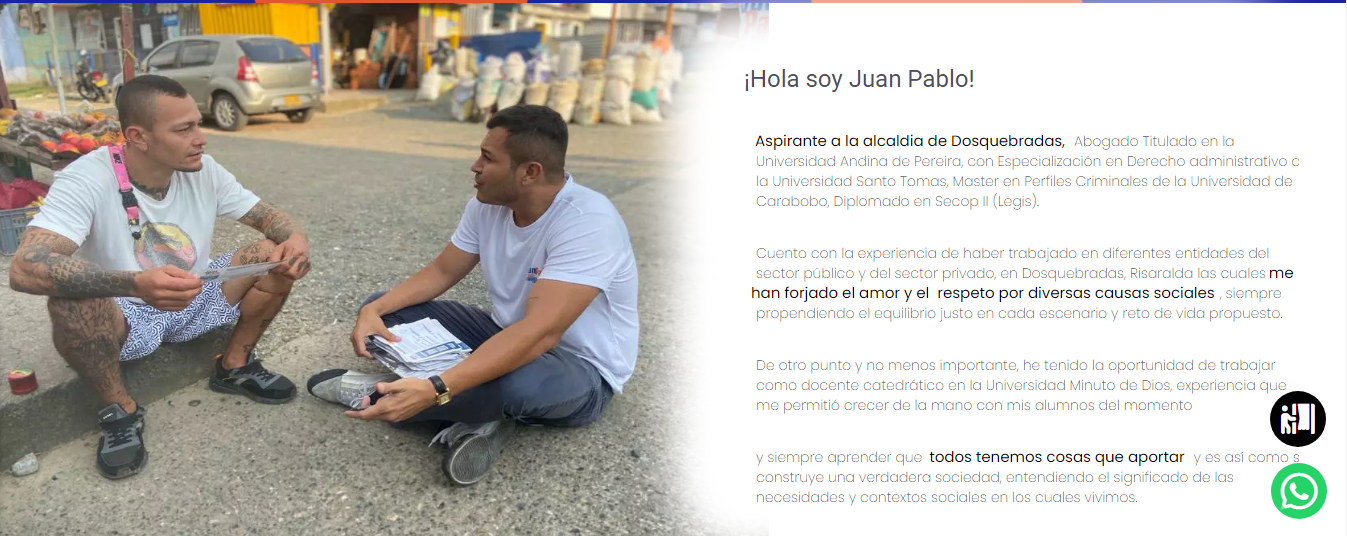 ¡Hola soy Juan Pablo!
Aspirante a la alcaldia de Dosquebradas, Abogado Titulado en la
Universidad Andina de Pereira, con Especialización en Derecho administrativo
la Universidad Santo Tomas, Master en Perfiles Criminales de la Universidad de
Carabobo, Diplomado en Secop II (Legis).
Cuento con la experiencia de haber trabajado en diferentes entidades del
sector público y del sector privado, en Dosquebradas, Risaralda las cuales me
han forjado el amor y el respeto por diversas causas sociales , siempre
propendiendo el equilibrio justo en cada escenario y reto de vida propuesto.
De otro punto y no menos importante, he tenido la oportunidad de trabajar
como docente catedrático en la Universidad Minuto de Dios, experiencia que
me permitió crecer de la mano con mis alumnos del momento
y siempre aprender que todos tenemos cosas que aportar y es así como s
construye una verdadera sociedad, entendiendo el significado de las
necesidades y contextos sociales en los cuales vivimos.